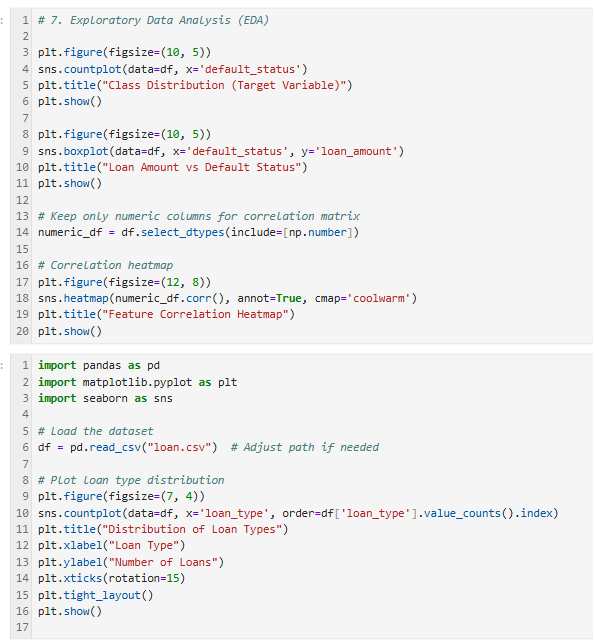 1 # 7. Exploratory Data Analysis (EDA)
2
3 plt.figure(figsize=(10, 5))
4 sns.countplot(data=df, x='default_status')
5 plt.title("Class Distribution (Target Variable)")
6 plt.show()
7
8 plt.figure(figsize=(10, 5))
9 sns.boxplot(data=df, x='default_status', y='loan_amount')
10 plt.title("Loan Amount vs Default Status")
11 plt.show()
12
13 # Keep only numeric columns for correlation matrix
14 numeric_df = df.select_dtypes(include=[np.number])
15
16 # Correlation heatmap
17 plt.figure(figsize=(12, 8))
18 sns.heatmap(numeric_df.corr(), annot=True, cmap='coolwarm')
19 plt.title("Feature Correlation Heatmap")
20 plt.show()
1 import pandas as pd
2 import matplotlib.pyplot as plt
3 import seaborn as sns
4
5 # Load the dataset
6 df = pd.read_csv("loan.csv")  # Adjust path if needed
7
8 # Plot loan type distribution
9 plt.figure(figsize=(7, 4))
10 sns.countplot(data=df, x='loan_type', order=df['loan_type'].value_counts().index)
11 plt.title("Distribution of Loan Types")
12 plt.xlabel("Loan Type")
13 plt.ylabel("Number of Loans")
14 plt.xticks(rotation=15)
15 plt.tight_layout()
16 plt.show()
17